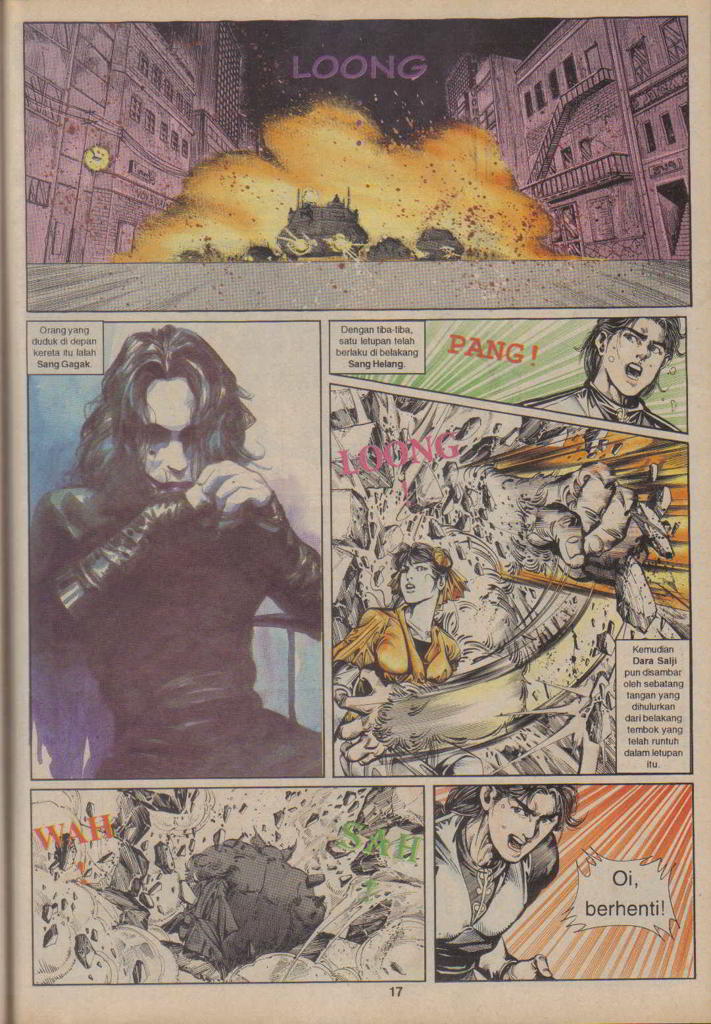 LOONG
Orang yang
duduk di depan
kereta itu ialah
Sang Gagak.
Dengan tiba-tiba,
satu letupan telah
berlaku di belakang
Sang Helang.
PANG!
LOONG
!
Kemudian
Dara Salji
pun disambar
oleh sebatang
tangan yang
dihulurkan
dari belakang
tembok yang
telah runtuh
dalam letupan
itu.
WAH
!
SAH
!
Oi,
berhenti!
17